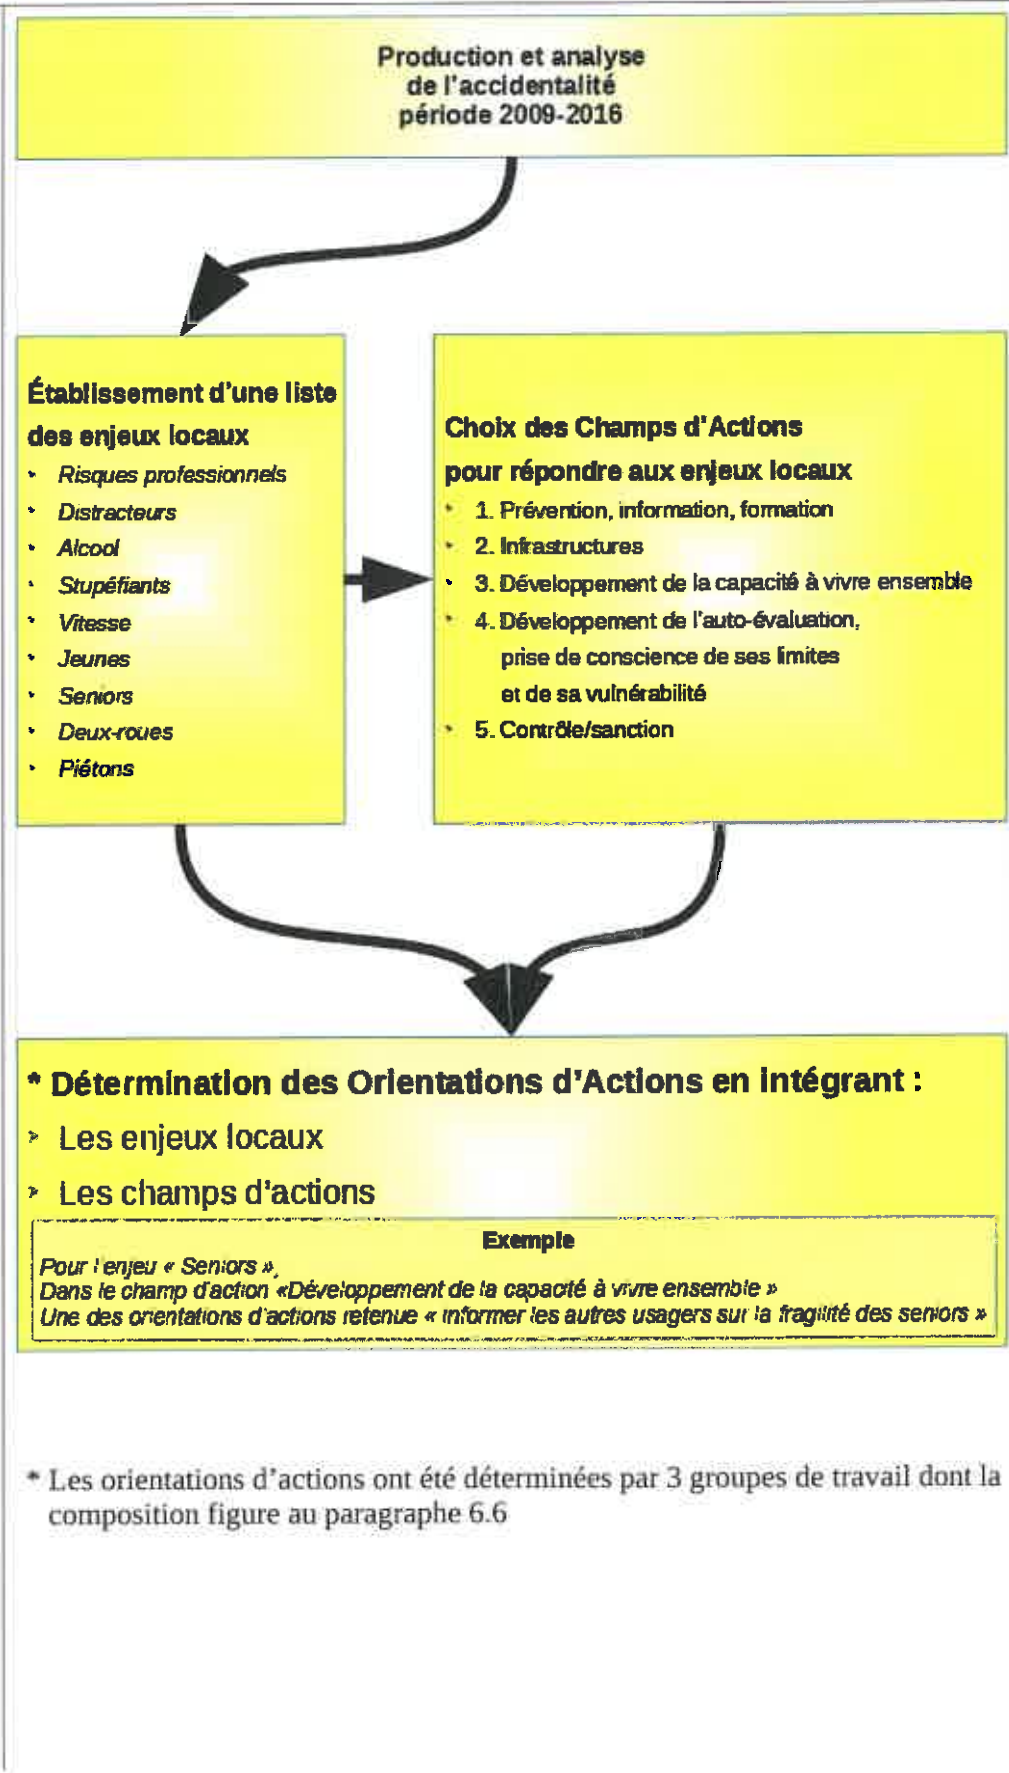 Production et analyse
de l'accidentalité
période 2009-2016
Établissement d'une liste
des enjeux locaux
• Risques professionnels
• Distracteurs
• Alcool
• Stupéfiants
• Vitesse
• Jeunes
• Seniors
• Deux-roues
• Piétons
Choix des Champs d'Actions
pour répondre aux enjeux locaux
• 1. Prévention, information, formation
• 2. Infrastructures
• 3. Développement de la capacité à vivre ensemble
• 4. Développement de l'auto-évaluation,
prise de conscience de ses limites
et de sa vulnérabilité
• 5. Contrôle/sanction
* Détermination des Orientations d'Actions en intégrant :
➢ Les enjeux locaux
➢ Les champs d'actions
Exemple
Pour l'enjeu « Seniors »,
Dans le champ d'action «Développement de la capacité à vivre ensemble »
Une des orientations d'actions retenue « informer les autres usagers sur la fragilité des seniors »
* Les orientations d'actions ont été déterminées par 3 groupes de travail dont la
composition figure au paragraphe 6.6